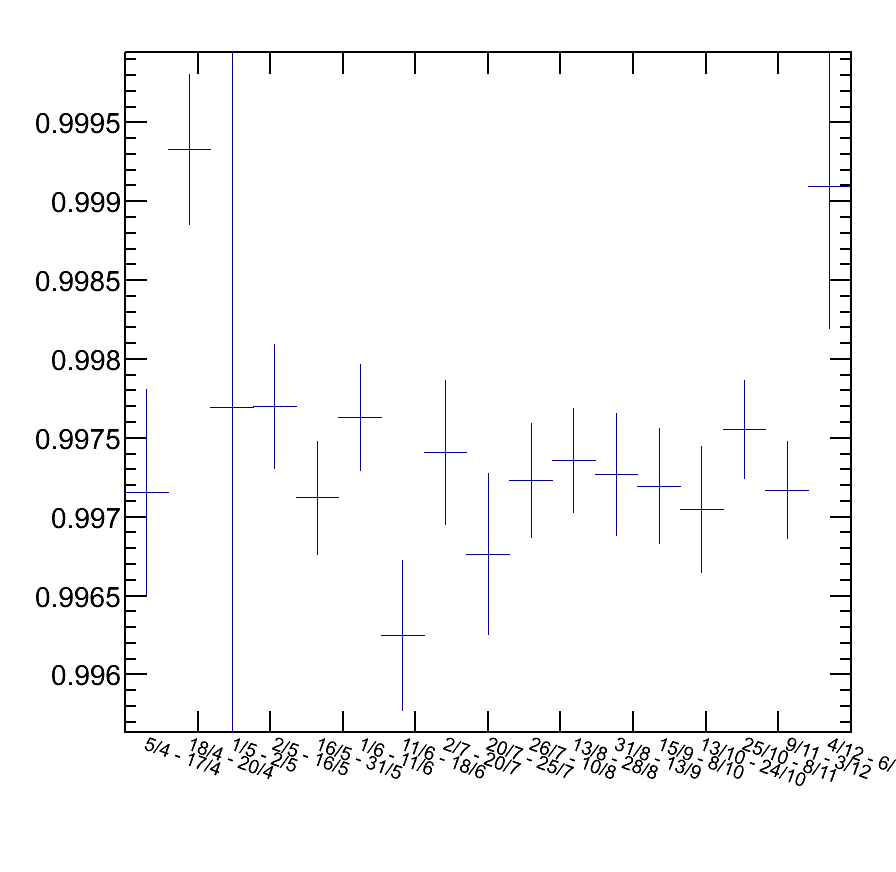 0.9995
0.999
0.9985
0.998
0.9975
0.997
0.9965
0.996
5/4 - 17/4
18/4 - 20/4
1/5 - 2/5
2/5 - 16/5
16/5 - 31/5
1/6 - 11/6
11/6 - 18/6
2/7 - 20/7
20/7 - 25/7
26/7 - 10/8
13/8 - 28/8
31/8 - 13/9
15/9 - 8/10
13/10 - 24/10
25/10 - 8/11
9/11 - 3/12
4/12 - 6/